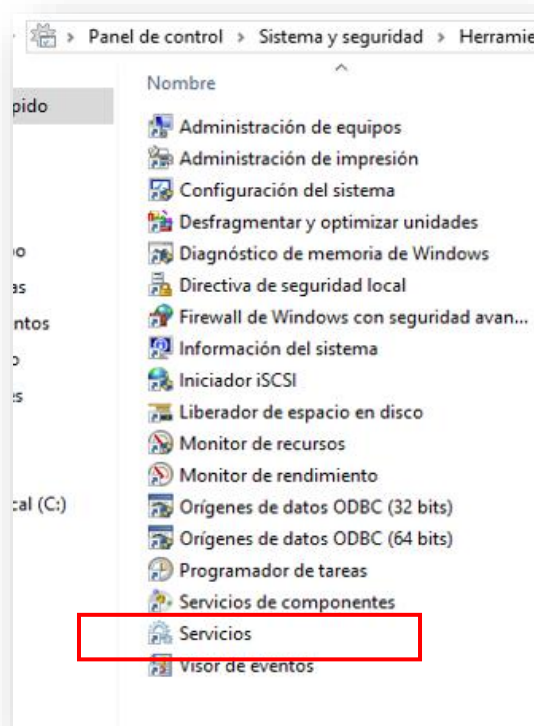 Panel de control > Sistema y seguridad > Herramie
Nombre
pido
Administración de equipos
Administración de impresión
Configuración del sistema
Desfragmentar y optimizar unidades
Diagnóstico de memoria de Windows
Directiva de seguridad local
Firewall de Windows con seguridad avan...
Información del sistema
Iniciador iSCSI
Liberador de espacio en disco
Monitor de recursos
Monitor de rendimiento
cal (C:)
Orígenes de datos ODBC (32 bits)
Orígenes de datos ODBC (64 bits)
Programador de tareas
Servicios de componentes
Servicios
Visor de eventos
ntos